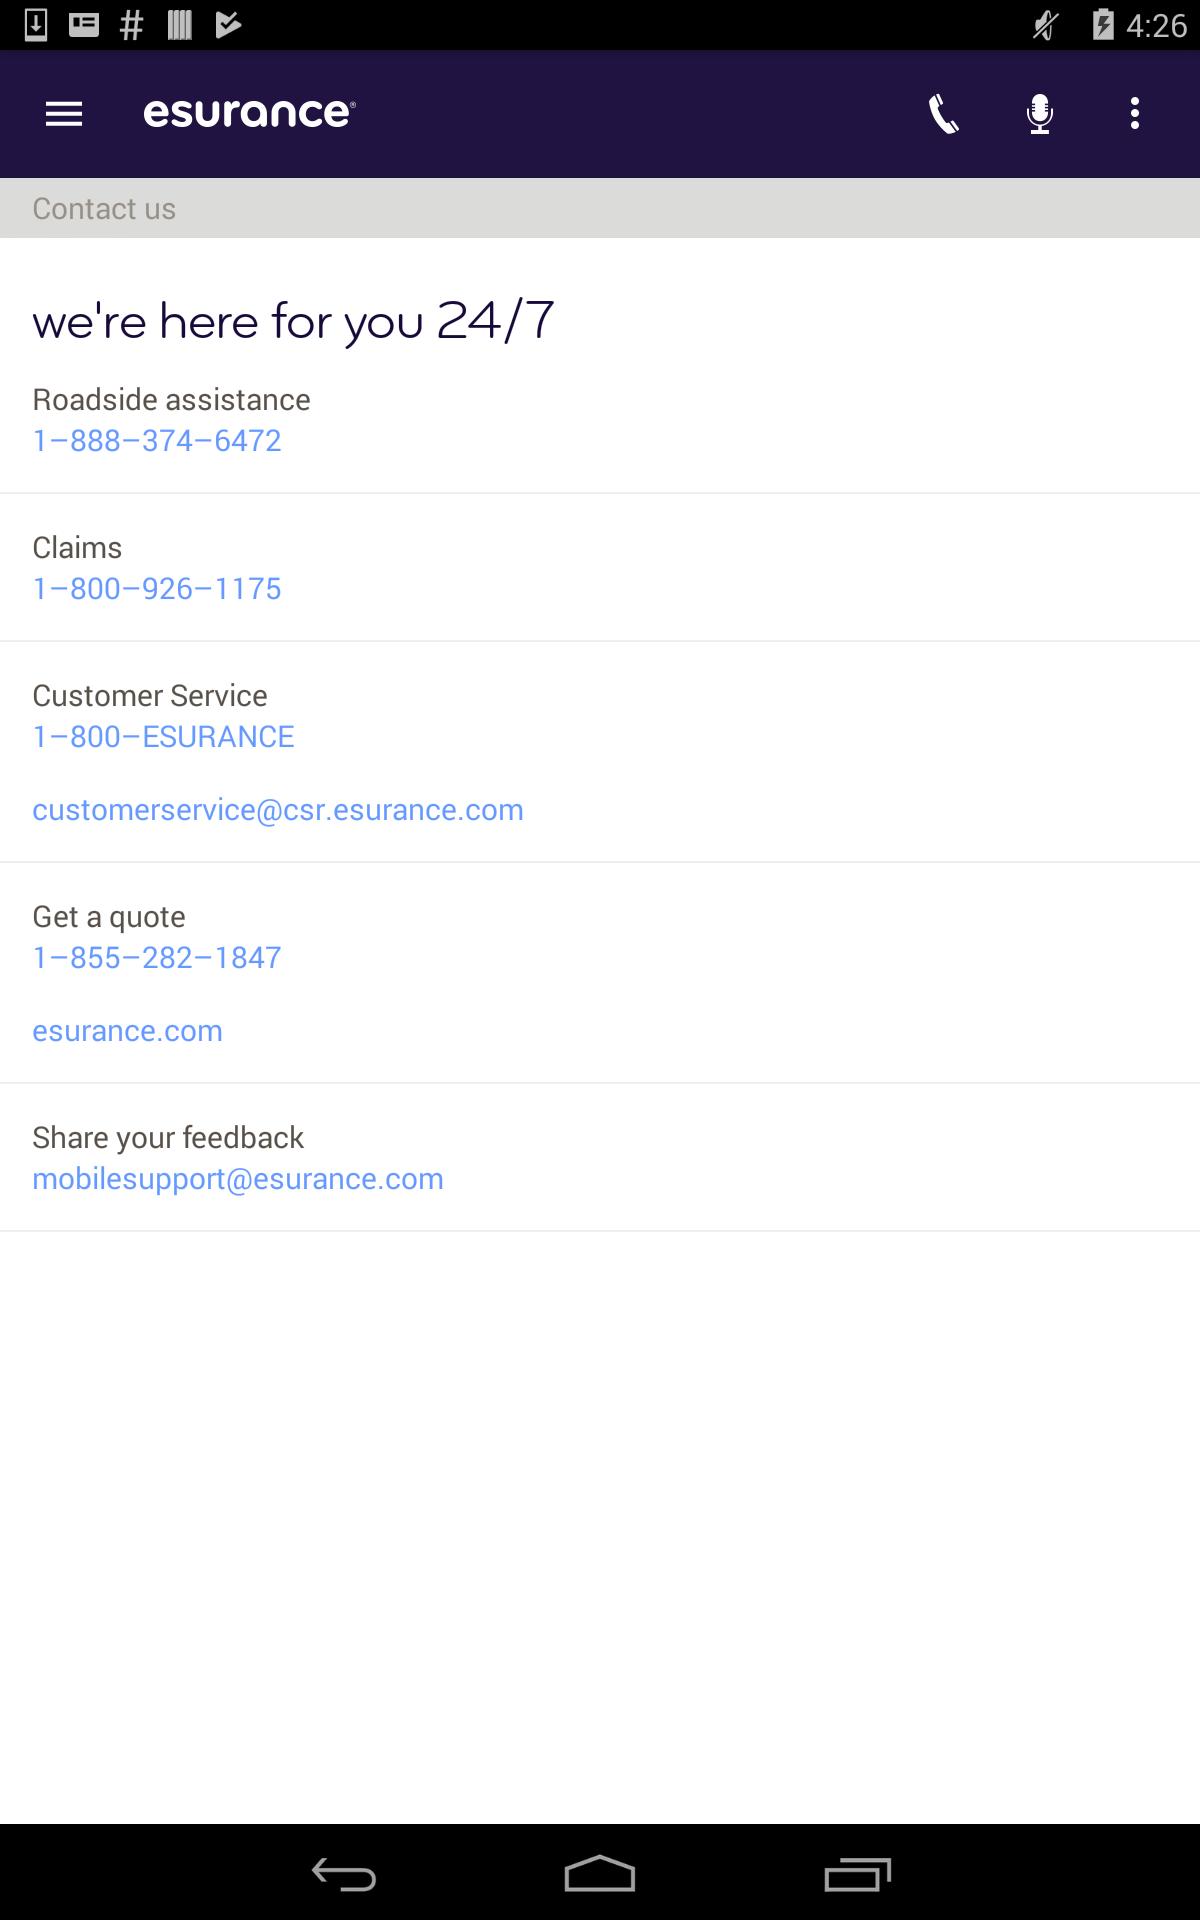 4:26
esurance®
Contact us
we're here for you 24/7
Roadside assistance
1–888–374–6472
Claims
1–800–926–1175
Customer Service
1–800–ESURANCE
customerservice@csr.esurance.com
Get a quote
1–855–282–1847
esurance.com
Share your feedback
mobilesupport@esurance.com